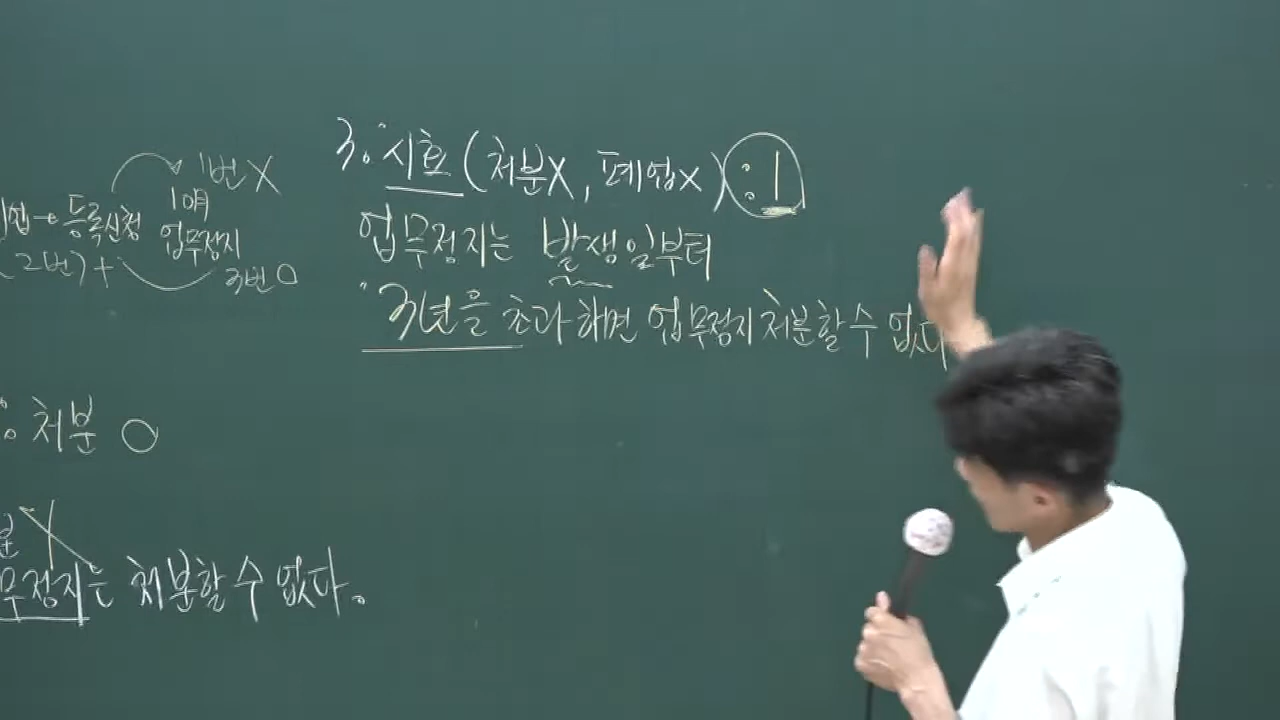 1번 X
1개월
→ 등록신청 업무정지
(2번) + 3번 O
: 처분 O
X
무정지는 처분할 수 없다.
3. 시효 (처분X, 폐업X) : 1
업무정지는 발생일부터
3년을 초과하면 업무정지처분할 수 없다